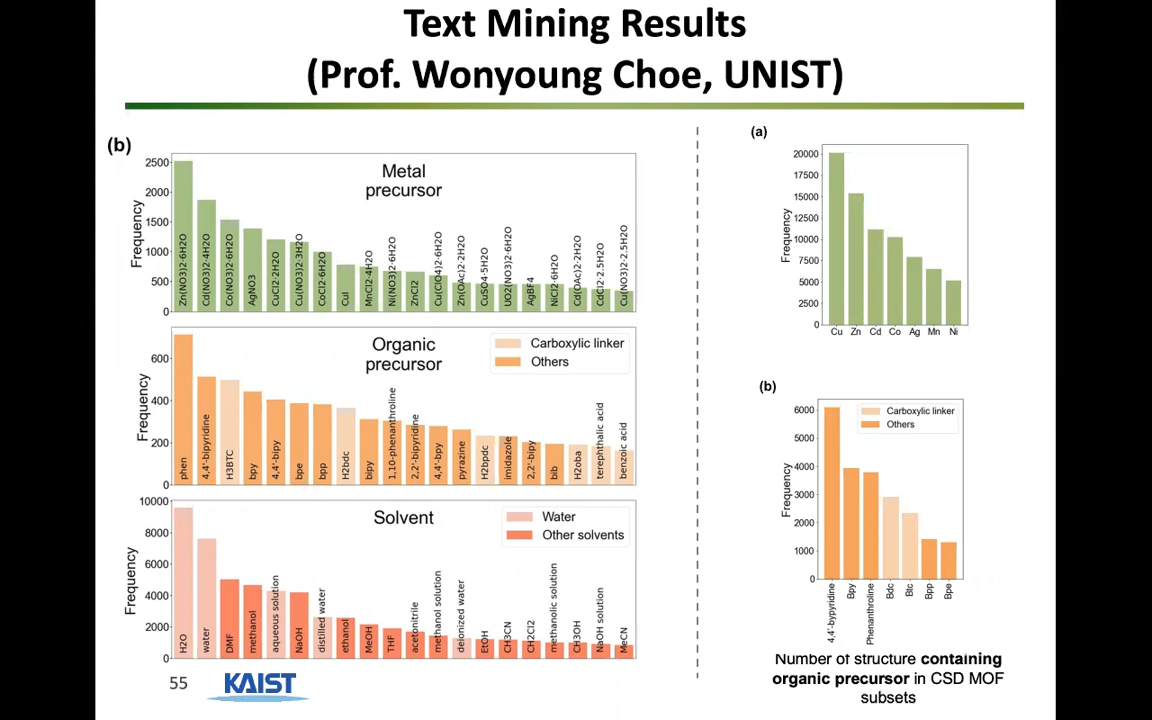 Text Mining Results
(Prof. Wonyoung Choe, UNIST)
(b)
Metal
precursor
Frequency
2500
2000
1500
1000
500
0
Zn(NO3)2·6H2O
Cd(NO3)2·4H2O
Co(NO3)2·6H2O
AgNO3
CuCl2·2H2O
Cu(NO3)2·3H2O
CoCl2·6H2O
CuI
MnCl2·4H2O
Ni(NO3)2·6H2O
ZnCl2
Cu(ClO4)2·6H2O
Zn(OAc)2·2H2O
CuSO4·5H2O
UO2(NO3)2·6H2O
AgBF4
NiCl2·6H2O
Cd(OAc)2·2H2O
CdCl2·2.5H2O
Cu(NO3)2·2.5H2O
Organic
precursor
Carboxylic linker
Others
Frequency
600
400
200
0
phen
4,4'-bipyridine
H3BTC
bpy
4,4'-bipy
bpe
bpp
H2bdc
bipy
1,10-phenanthroline
2,2'-bipyridine
4,4'-bpy
pyrazine
H2bpdc
imidazole
2,2'-bipy
bib
H2oba
terephthalic acid
benzoic acid
Solvent
Water
Other solvents
Frequency
10000
8000
6000
4000
2000
0
H2O
water
DMF
methanol
aqueous solution
NaOH
distilled water
ethanol
MeOH
THF
acetonitrile
methanol solution
deionized water
EtOH
CH3CN
CH2Cl2
methanolic solution
CH3OH
NaOH solution
MeCN
(a)
Frequency
20000
17500
15000
12500
10000
7500
5000
2500
0
Cu Zn Cd Co Ag Mn Ni
(b)
Carboxylic linker
Others
Frequency
6000
5000
4000
3000
2000
1000
0
4,4'-bypyridine
Bpy
Phenanthroline
Bdc
Btc
Bpp
Bpe
Number of structure containing
organic precursor in CSD MOF
subsets
55
KAIST